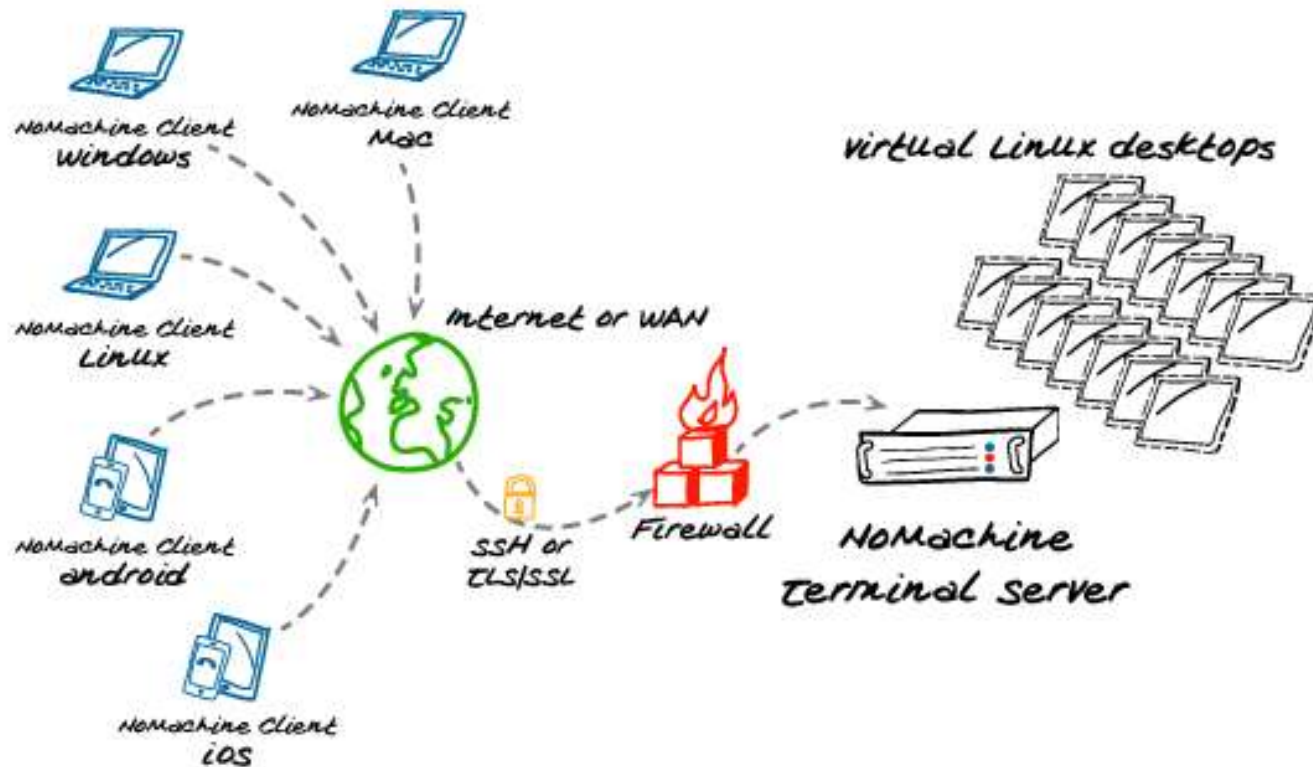 NoMachine Client
Windows
NoMachine Client
Mac
Virtual Linux desktops
NoMachine Client
Linux
Internet or WAN
NoMachine Client
android
SSH or
TLS/SSL
Firewall
NoMachine
Terminal Server
NoMachine Client
iOS